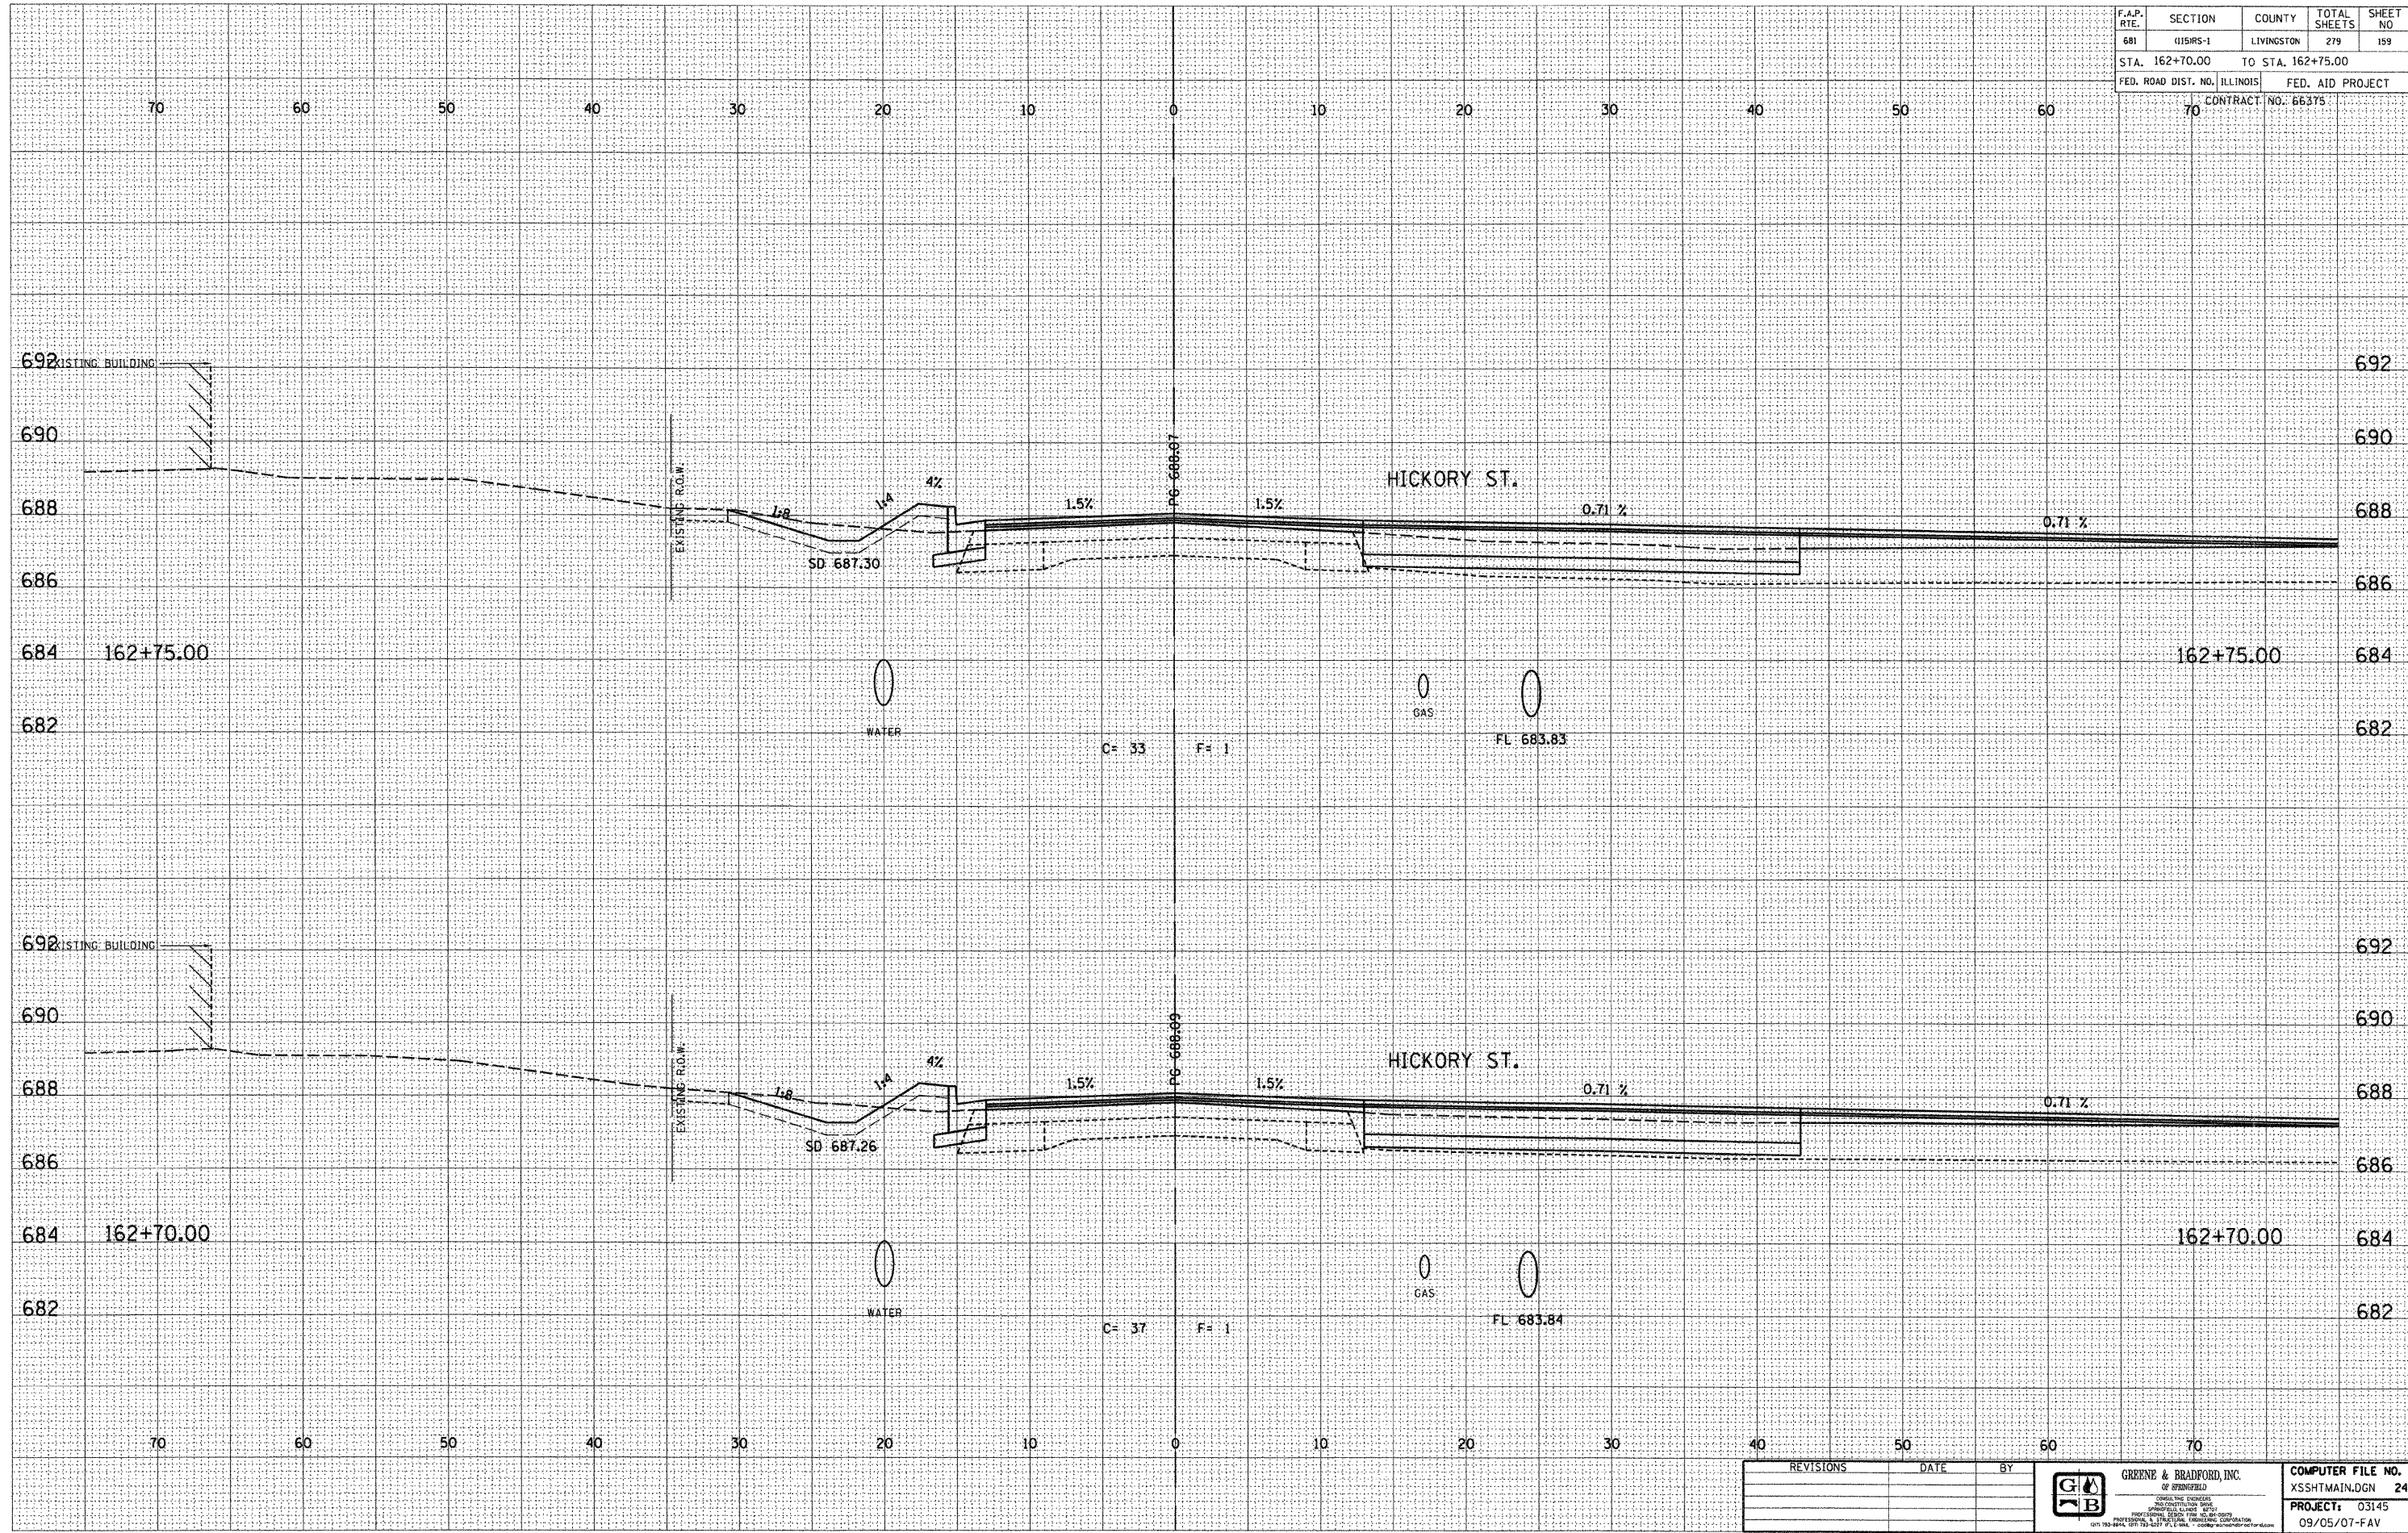 F.A.P. RTE. SECTION COUNTY TOTAL SHEETS SHEET NO
681 (115)RS-1 LIVINGSTON 279 159
STA. 162+70.00 TO STA. 162+75.00
FED. ROAD DIST. NO. ILLINOIS FED. AID PROJECT
CONTRACT NO. 66375
70 60 50 40 30 20 10 0 10 20 30 40 50 60 70
692 EXISTING BUILDING 692
690 690
EXISTING R.O.W.
PG 688.07
HICKORY ST.
688 1:8 1:4 4% 1.5% 1.5% 0.71 % 0.71 % 688
SD 687.30
686 686
684 162+75.00 162+75.00 684
WATER GAS
682 682
FL 683.83
C= 33 F= 1
692 EXISTING BUILDING 692
690 690
EXISTING R.O.W.
PG 688.09
HICKORY ST.
688 1:8 1:4 4% 1.5% 1.5% 0.71 % 0.71 % 688
SD 687.26
686 686
684 162+70.00 162+70.00 684
WATER GAS
682 682
FL 683.84
C= 37 F= 1
70 60 50 40 30 20 10 0 10 20 30 40 50 60 70
REVISIONS DATE BY
G B
GREENE & BRADFORD, INC.
OF SPRINGFIELD
CONSULTING ENGINEERS
COMPUTER FILE NO.
XSSHTMAIN.DGN 24
PROJECT: 03145
09/05/07-FAV